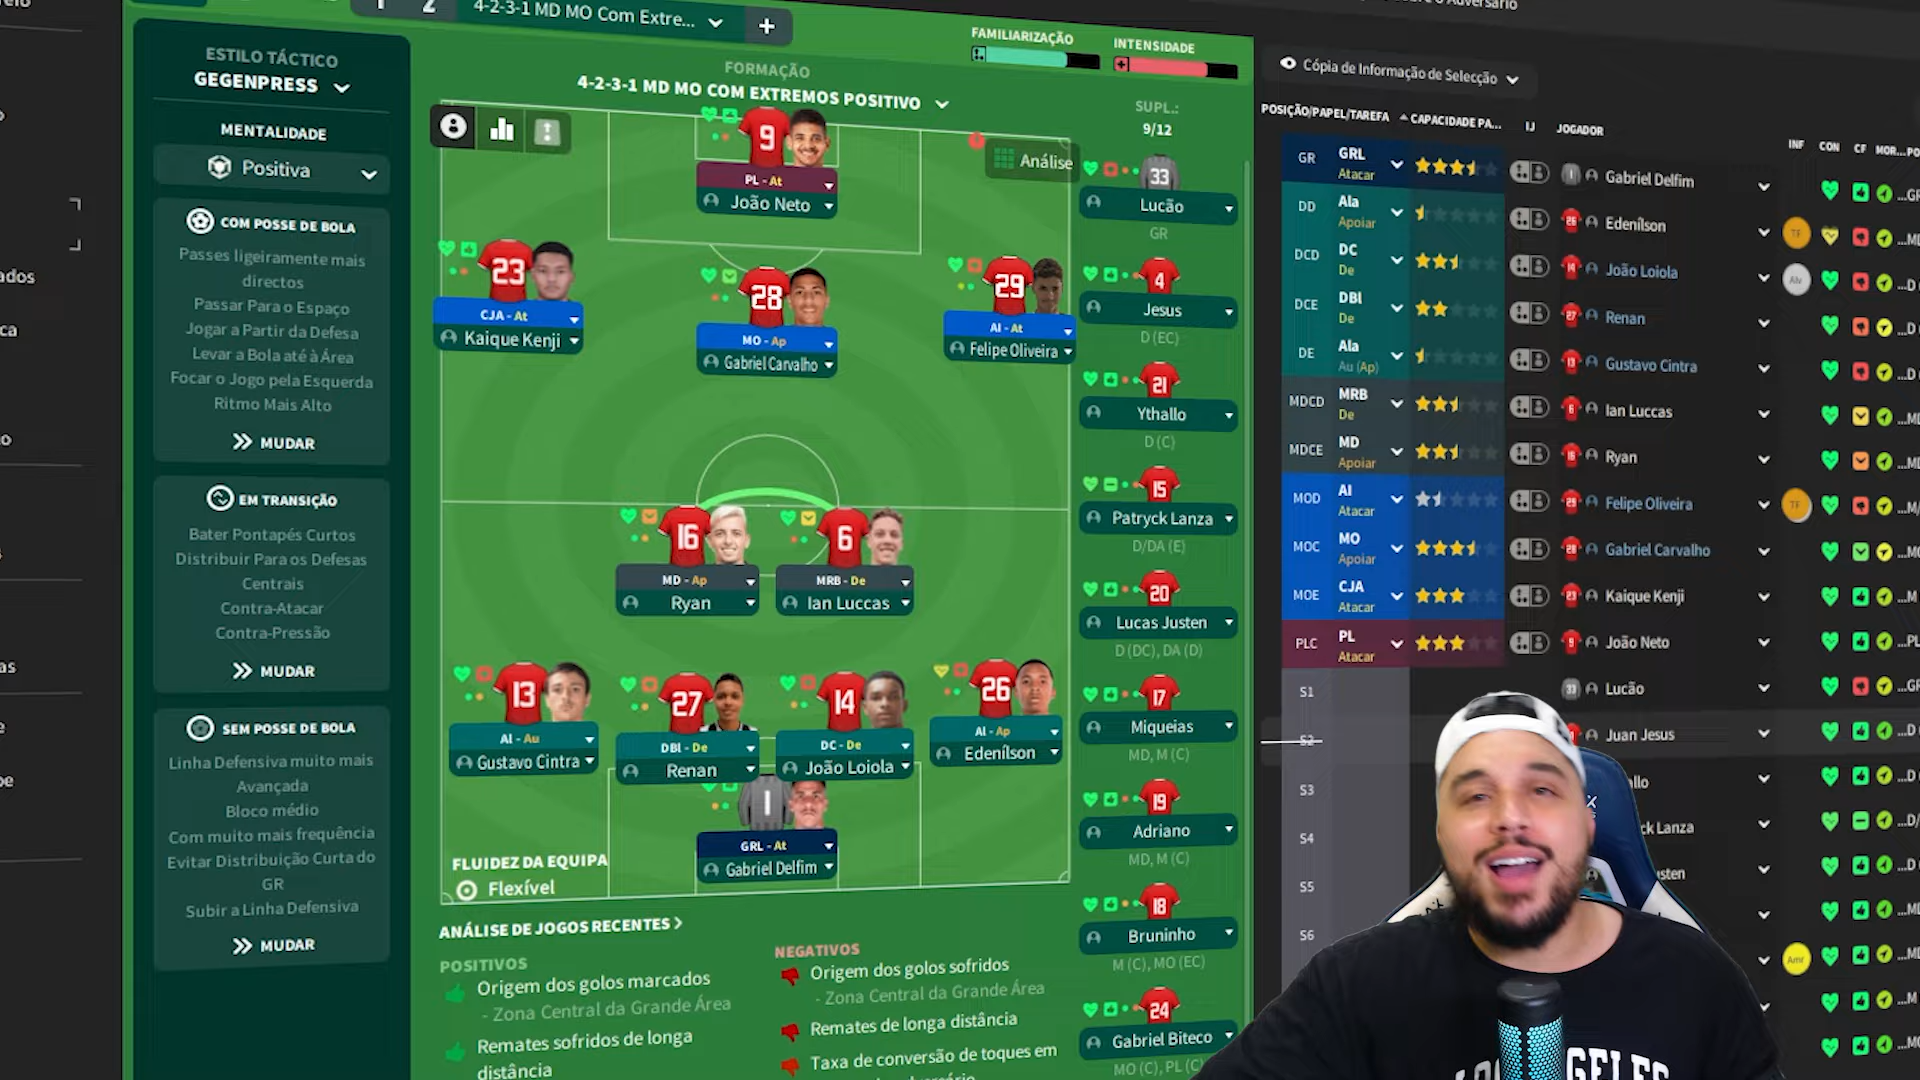 1 2 4-2-3-1 MD MO Com Extre... +
ESTILO TÁCTICO
GEGENPRESS
MENTALIDADE
Positiva
COM POSSE DE BOLA
Passes ligeiramente mais
directos
Passar Para o Espaço
Jogar a Partir da Defesa
Levar a Bola até à Área
Focar o Jogo pela Esquerda
Ritmo Mais Alto
MUDAR
EM TRANSIÇÃO
Bater Pontapés Curtos
Distribuir Para os Defesas
Centrais
Contra-Atacar
Contra-Pressão
MUDAR
SEM POSSE DE BOLA
Linha Defensiva muito mais
Avançada
Bloco médio
Com muito mais frequência
Evitar Distribuição Curta do
GR
Subir a Linha Defensiva
MUDAR
FAMILIARIZAÇÃO
INTENSIDADE
FORMAÇÃO
4-2-3-1 MD MO COM EXTREMOS POSITIVO
Análise
9
PL - At
João Neto
23
CJA - At
Kaique Kenji
28
MO - Ap
Gabriel Carvalho
29
AI - At
Felipe Oliveira
16
MD - Ap
Ryan
6
MRB - De
Ian Luccas
13
AI - Au
Gustavo Cintra
27
DBl - De
Renan
14
DC - De
João Loiola
26
AI - Ap
Edenílson
1
GRL - At
Gabriel Delfim
FLUIDEZ DA EQUIPA
Flexível
ANÁLISE DE JOGOS RECENTES
POSITIVOS
Origem dos golos marcados
- Zona Central da Grande Área
Remates sofridos de longa
distância
NEGATIVOS
Origem dos golos sofridos
- Zona Central da Grande Área
Remates de longa distância
Taxa de conversão de toques em
SUPL.:
9/12
33
Lucão
GR
4
Jesus
D (EC)
21
Ythallo
D (C)
15
Patryck Lanza
D/DA (E)
20
Lucas Justen
D (DC), DA (D)
17
Miqueias
MD, M (C)
19
Adriano
MD, M (C)
18
Bruninho
M (C), MO (EC)
24
Gabriel Biteco
MO (C), PL (C)
Cópia de Informação de Selecção
POSIÇÃO/PAPEL/TAREFA CAPACIDADE PA... IJ JOGADOR INF CON CF MOR... PO
GR GRL Atacar Gabriel Delfim
DD Ala Apoiar Edenílson
DCD DC De João Loiola
DCE DBl De Renan
DE Ala Au (Ap) Gustavo Cintra
MDCD MRB De Ian Luccas
MDCE MD Apoiar Ryan
MOD AI Atacar Felipe Oliveira
MOC MO Apoiar Gabriel Carvalho
MOE CJA Atacar Kaique Kenji
PLC PL Atacar João Neto
S1 Lucão
S2 Juan Jesus
S3
S4 ck Lanza
S5 usten
S6